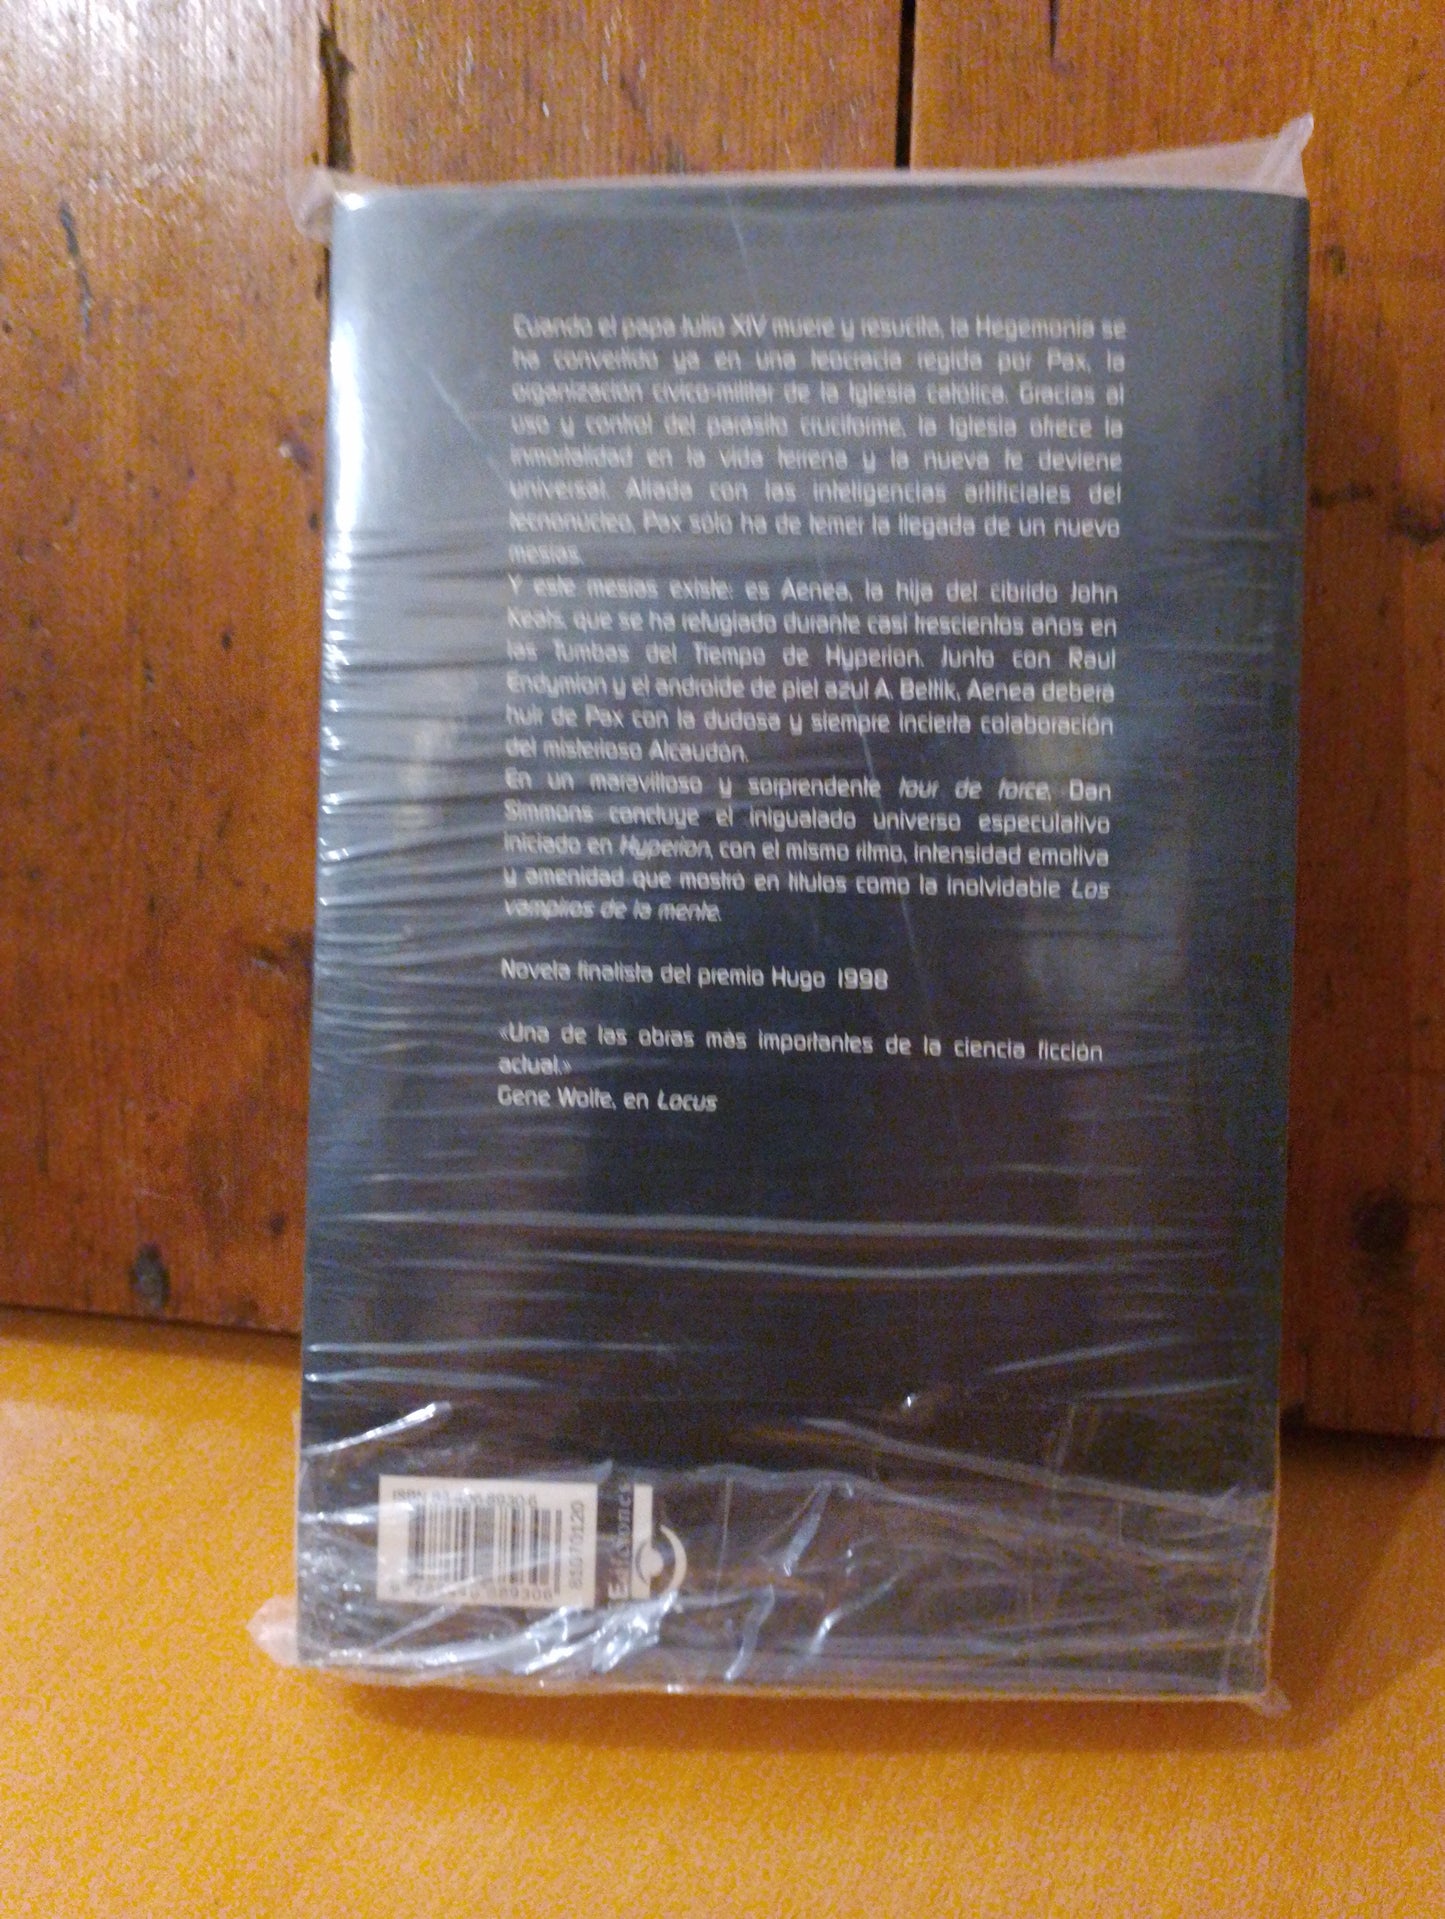 Cuando el papa Julio XIV muere y resucita, la Hegemonía se
ha convertido ya en una teocracia regida por Pax, la
organización cívico-militar de la Iglesia católica. Gracias al
uso y control del parásito cruciforme, la Iglesia ofrece la
inmortalidad en la vida terrena y la nueva fe deviene
universal. Aliada con las inteligencias artificiales del
tecnonúcleo, Pax sólo ha de temer la llegada de un nuevo
mesías.
Y este mesías existe: es Aenea, la hija del cíbrido John
Keats, que se ha refugiado durante casi trescientos años en
las Tumbas del Tiempo de Hyperion. Junto con Raul
Endymion y el androide de piel azul A. Bettik, Aenea deberá
huir de Pax con la dudosa y siempre incierta colaboración
del misterioso Alcaudón.
En un maravilloso y sorprendente tour de force, Dan
Simmons concluye el inigualado universo especulativo
iniciado en Hyperion, con el mismo ritmo, intensidad emotiva
y amenidad que mostró en títulos como la inolvidable Los
vampiros de la mente.
Novela finalista del premio Hugo 1998
«Una de las obras más importantes de la ciencia ficción
actual.»
Gene Wolfe, en Locus
ISBN 84-406-8930-6
85070120
Ediciones